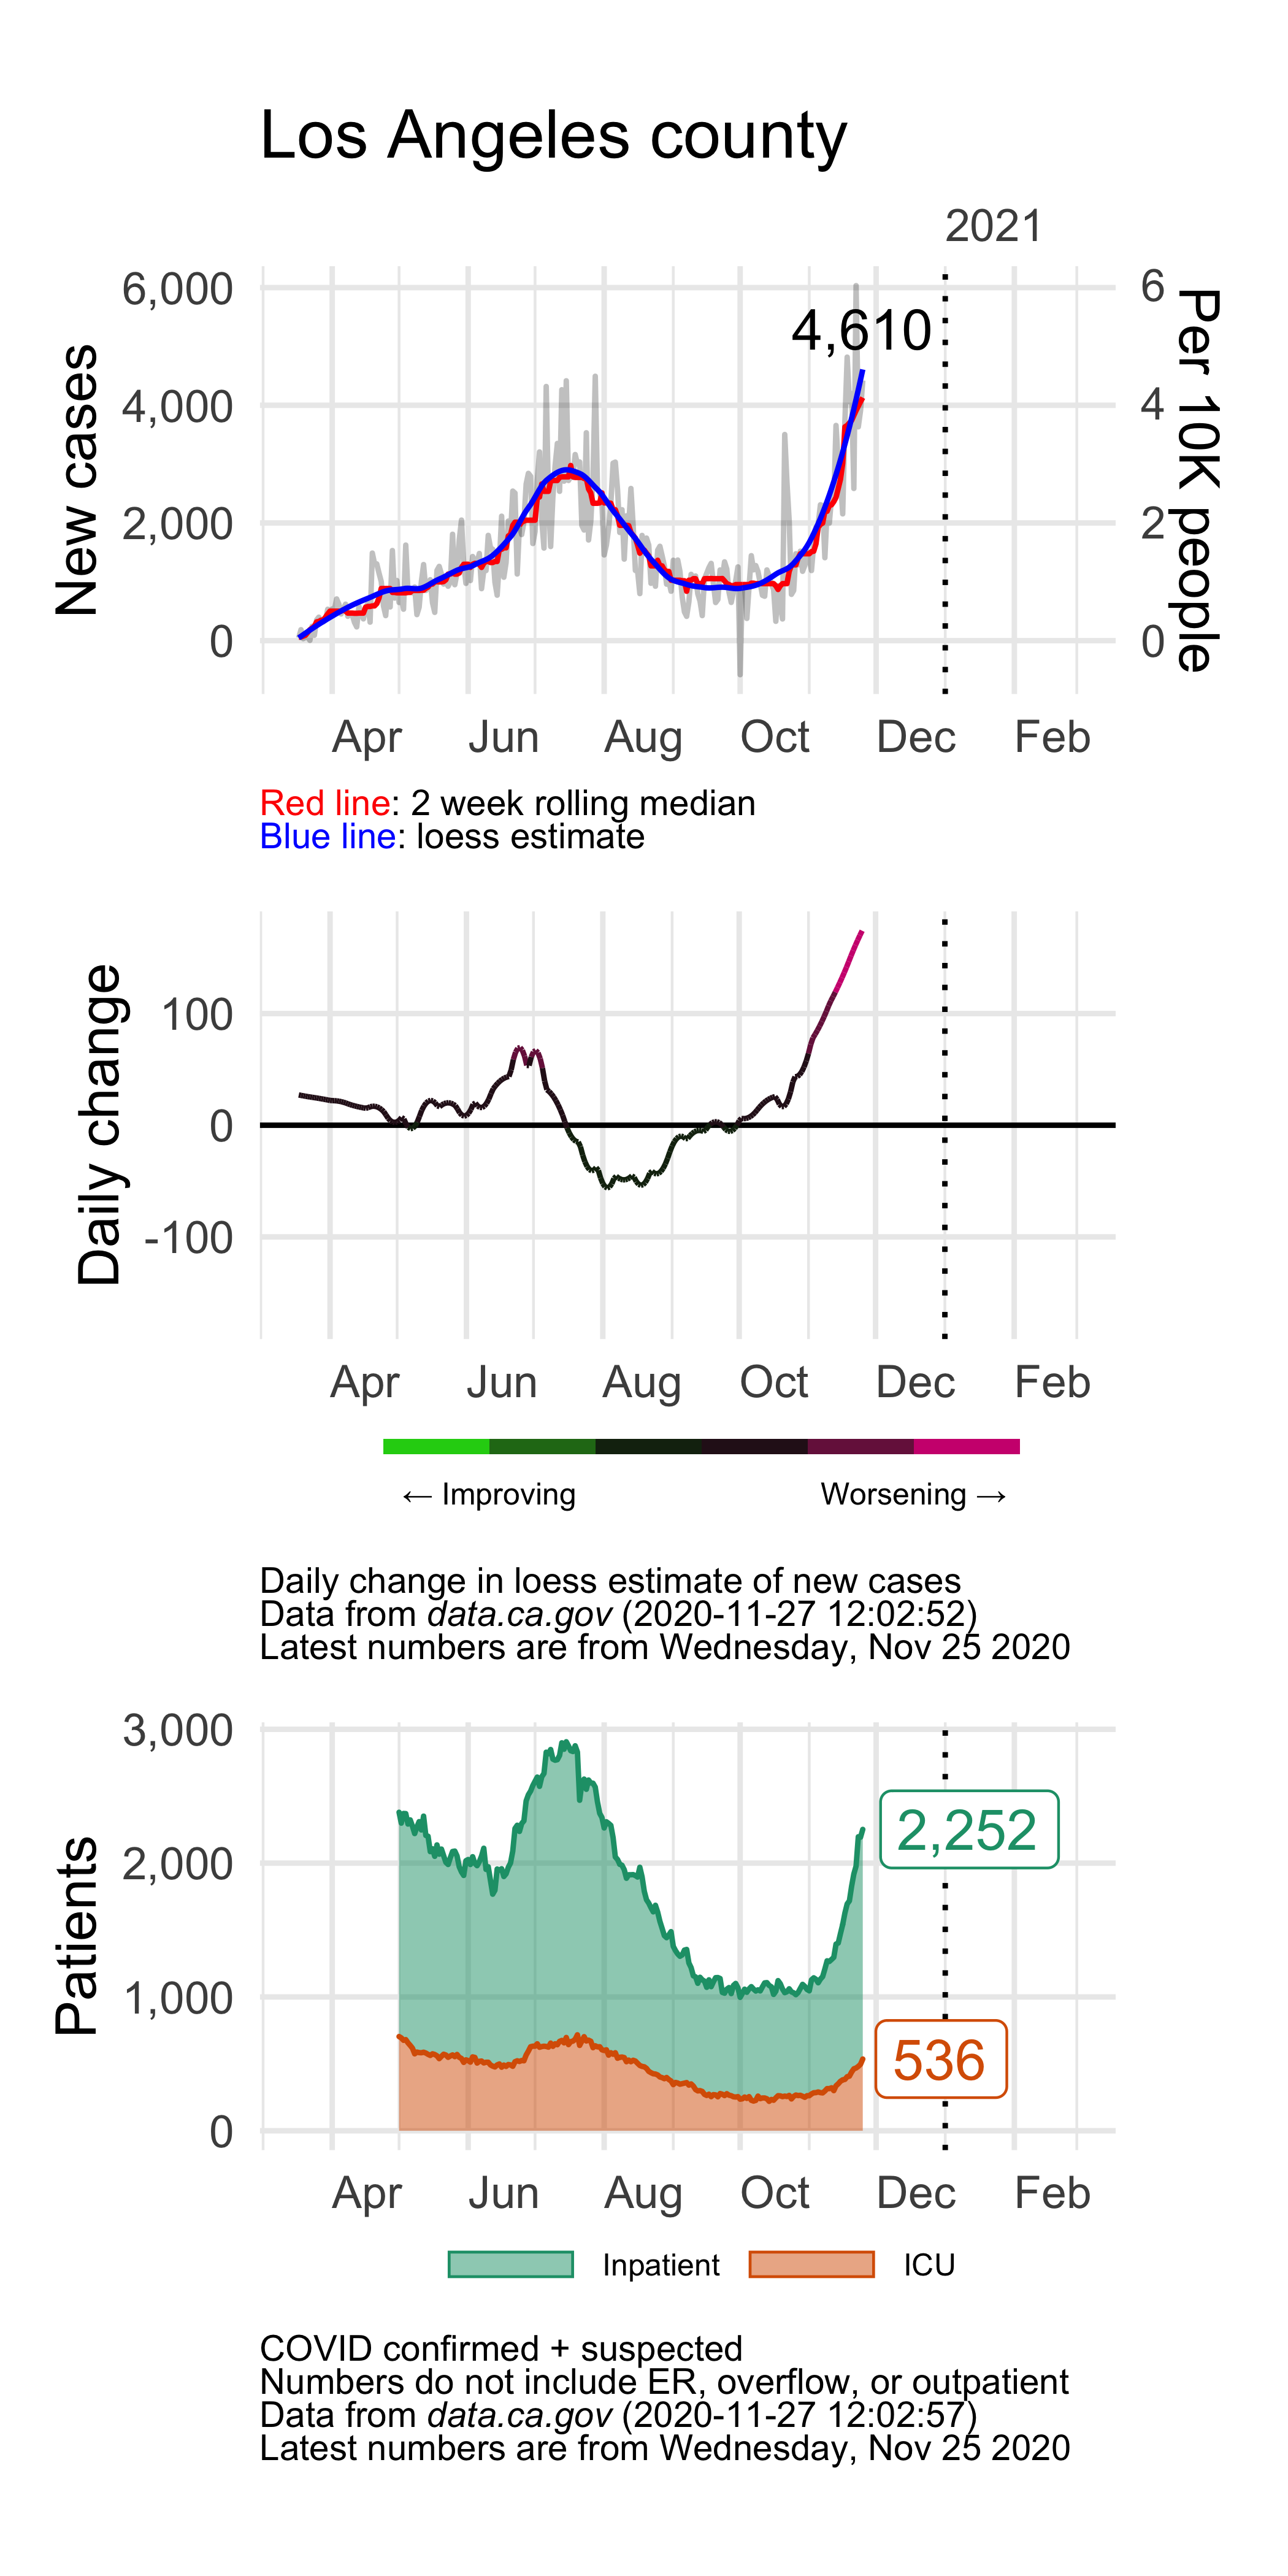 Los Angeles county
2021
6,000
4,000
2,000
0
New cases
4,610
6
4
2
0
Per 10K people
Apr Jun Aug Oct Dec Feb
Red line: 2 week rolling median
Blue line: loess estimate
100
0
-100
Daily change
Apr Jun Aug Oct Dec Feb
← Improving Worsening →
Daily change in loess estimate of new cases
Data from data.ca.gov (2020-11-27 12:02:52)
Latest numbers are from Wednesday, Nov 25 2020
3,000
2,000
1,000
0
Patients
2,252
536
Apr Jun Aug Oct Dec Feb
Inpatient ICU
COVID confirmed + suspected
Numbers do not include ER, overflow, or outpatient
Data from data.ca.gov (2020-11-27 12:02:57)
Latest numbers are from Wednesday, Nov 25 2020